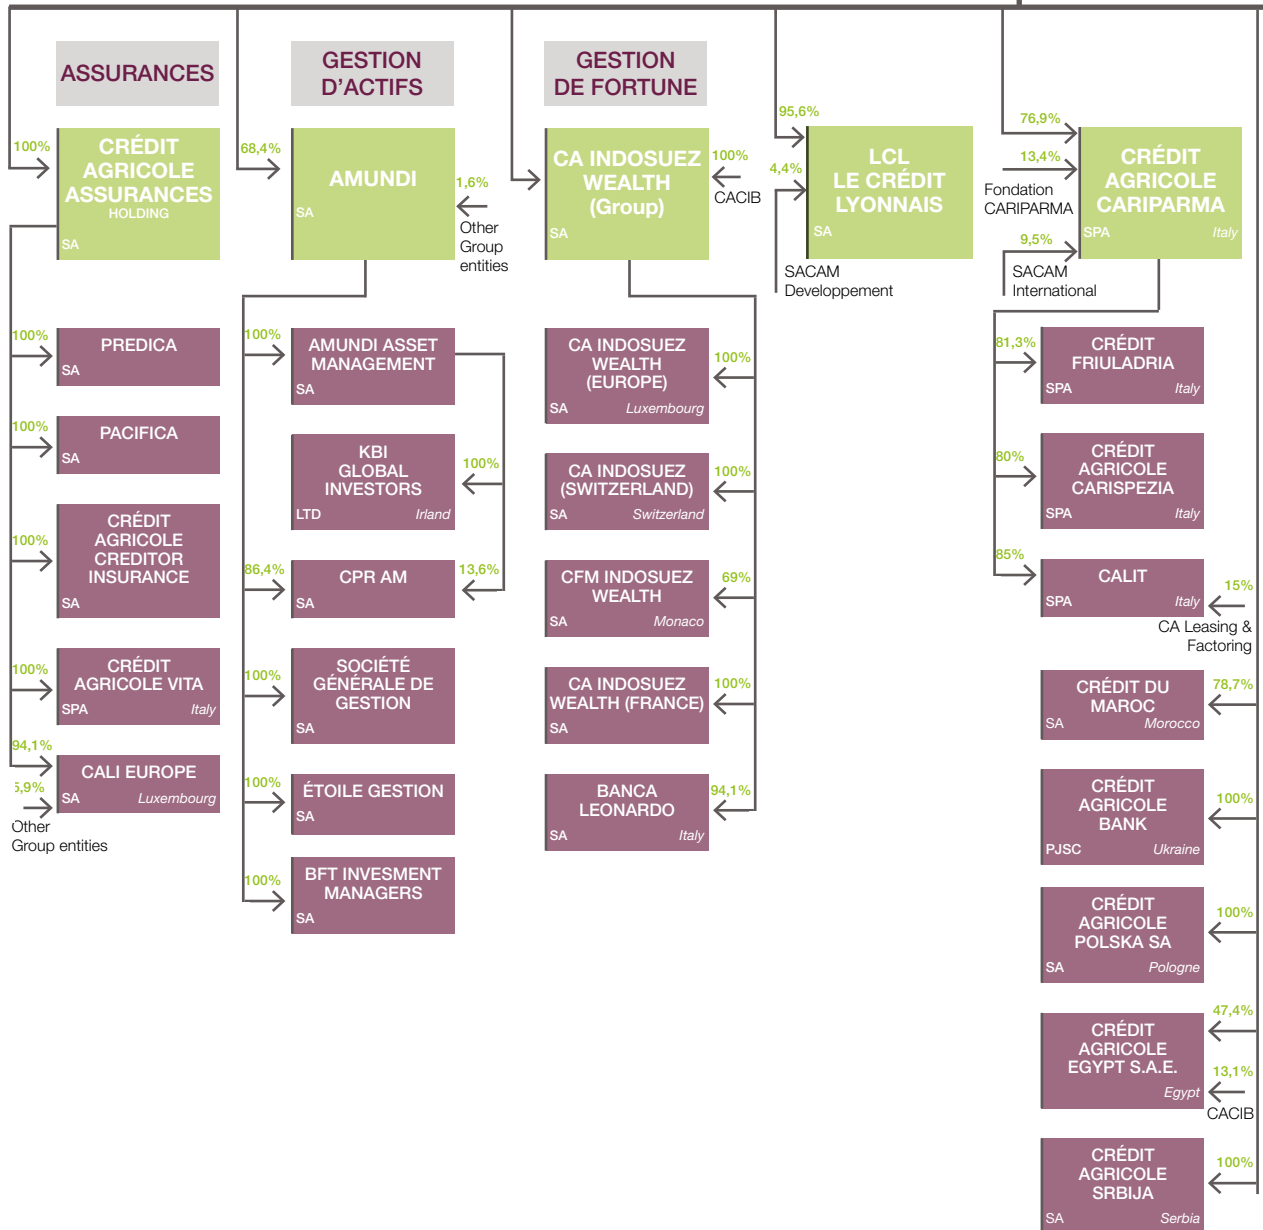 ASSURANCES
100%
CRÉDIT
AGRICOLE
ASSURANCES
HOLDING
SA
100%
PREDICA
SA
100%
PACIFICA
SA
100%
CRÉDIT
AGRICOLE
CREDITOR
INSURANCE
SA
100%
CRÉDIT
AGRICOLE VITA
SPA Italy
94,1%
CALI EUROPE
SA Luxembourg
5,9%
Other
Group entities
GESTION
D'ACTIFS
68,4%
AMUNDI
SA
1,6%
Other
Group
entities
100%
AMUNDI ASSET
MANAGEMENT
SA
KBI
GLOBAL
INVESTORS
LTD Irland
100%
86,4%
CPR AM
SA
13,6%
100%
SOCIÉTÉ
GÉNÉRALE DE
GESTION
SA
100%
ÉTOILE GESTION
SA
100%
BFT INVESMENT
MANAGERS
SA
GESTION
DE FORTUNE
CA INDOSUEZ
WEALTH
(Group)
SA
100%
CACIB
CA INDOSUEZ
WEALTH
(EUROPE)
SA Luxembourg
100%
CA INDOSUEZ
(SWITZERLAND)
SA Switzerland
100%
CFM INDOSUEZ
WEALTH
SA Monaco
69%
CA INDOSUEZ
WEALTH (FRANCE)
SA
100%
BANCA
LEONARDO
SA Italy
94,1%
95,6%
4,4%
LCL
LE CRÉDIT
LYONNAIS
SA
SACAM
Developpement
76,9%
13,4%
Fondation
CARIPARMA
9,5%
SACAM
International
CRÉDIT
AGRICOLE
CARIPARMA
SPA Italy
81,3%
CRÉDIT
FRIULADRIA
SPA Italy
80%
CRÉDIT
AGRICOLE
CARISPEZIA
SPA Italy
85%
CALIT
SPA Italy
15%
CA Leasing &
Factoring
CRÉDIT DU
MAROC
SA Morocco
78,7%
CRÉDIT
AGRICOLE
BANK
PJSC Ukraine
100%
CRÉDIT
AGRICOLE
POLSKA SA
SA Pologne
100%
CRÉDIT
AGRICOLE
EGYPT S.A.E.
Egypt
47,4%
13,1%
CACIB
CRÉDIT
AGRICOLE
SRBIJA
SA Serbia
100%